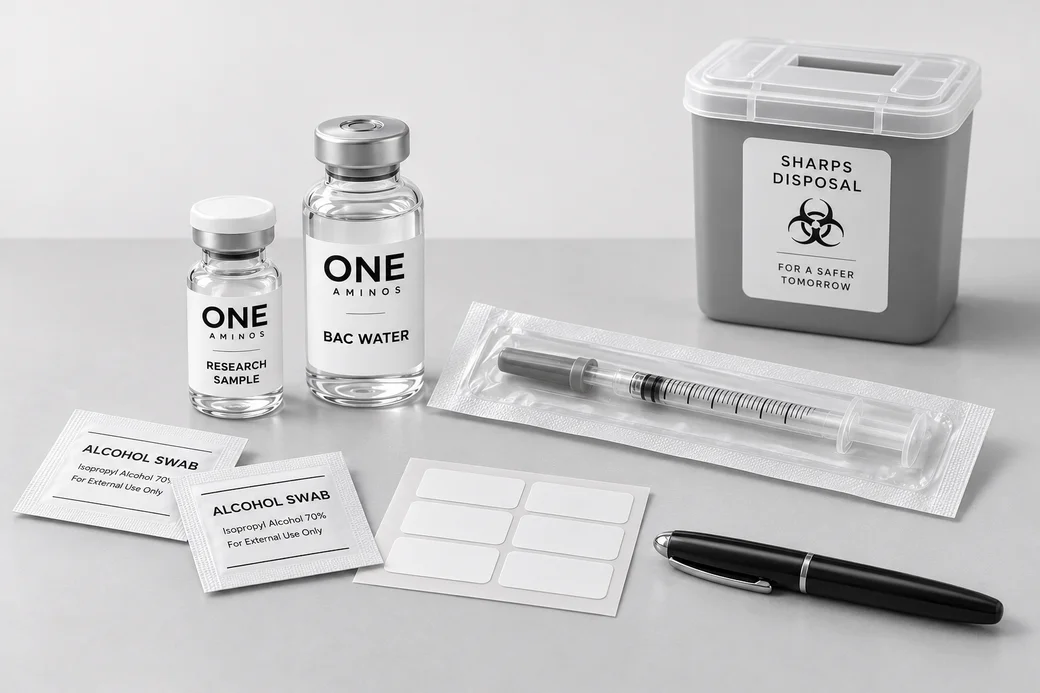 ONE
AMINOS
RESEARCH
SAMPLE
ONE
AMINOS
BAC WATER
SHARPS
DISPOSAL
FOR A SAFER
TOMORROW
ALCOHOL SWAB
Isopropyl Alcohol 70%
For External Use Only
ALCOHOL SWAB
Isopropyl Alcohol 70%
For External Use Only